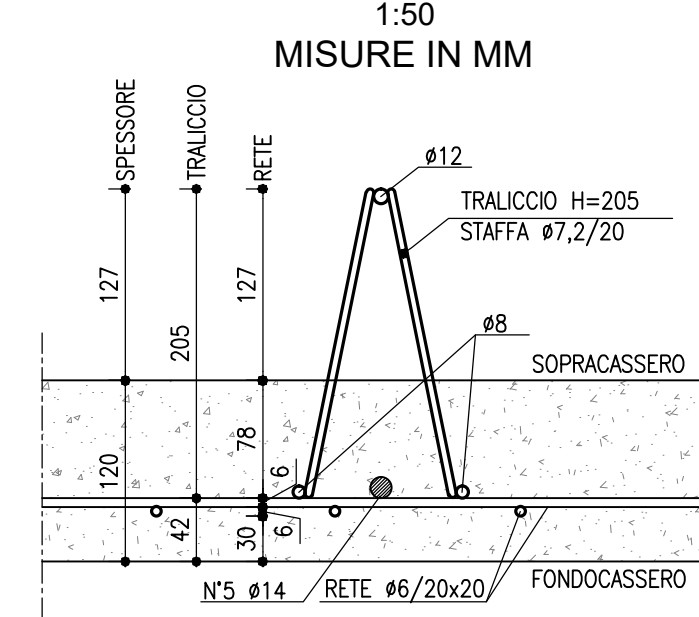 1:50
MISURE IN MM
SPESSORE
TRALICCIO
RETE
ø12
TRALICCIO H=205
STAFFA ø7,2/20
127
127
205
ø8
SOPRACASSERO
120
78
6
42
30
6
N°5 ø14
RETE ø6/20x20
FONDOCASSERO